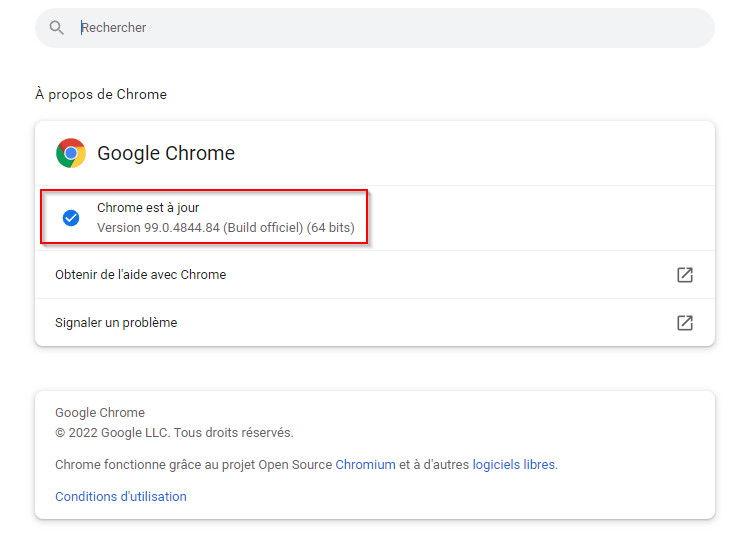 Rechercher
À propos de Chrome
Google Chrome
Chrome est à jour
Version 99.0.4844.84 (Build officiel) (64 bits)
Obtenir de l'aide avec Chrome
Signaler un problème
Google Chrome
© 2022 Google LLC. Tous droits réservés.
Chrome fonctionne grâce au projet Open Source Chromium et à d'autres logiciels libres.
Conditions d'utilisation